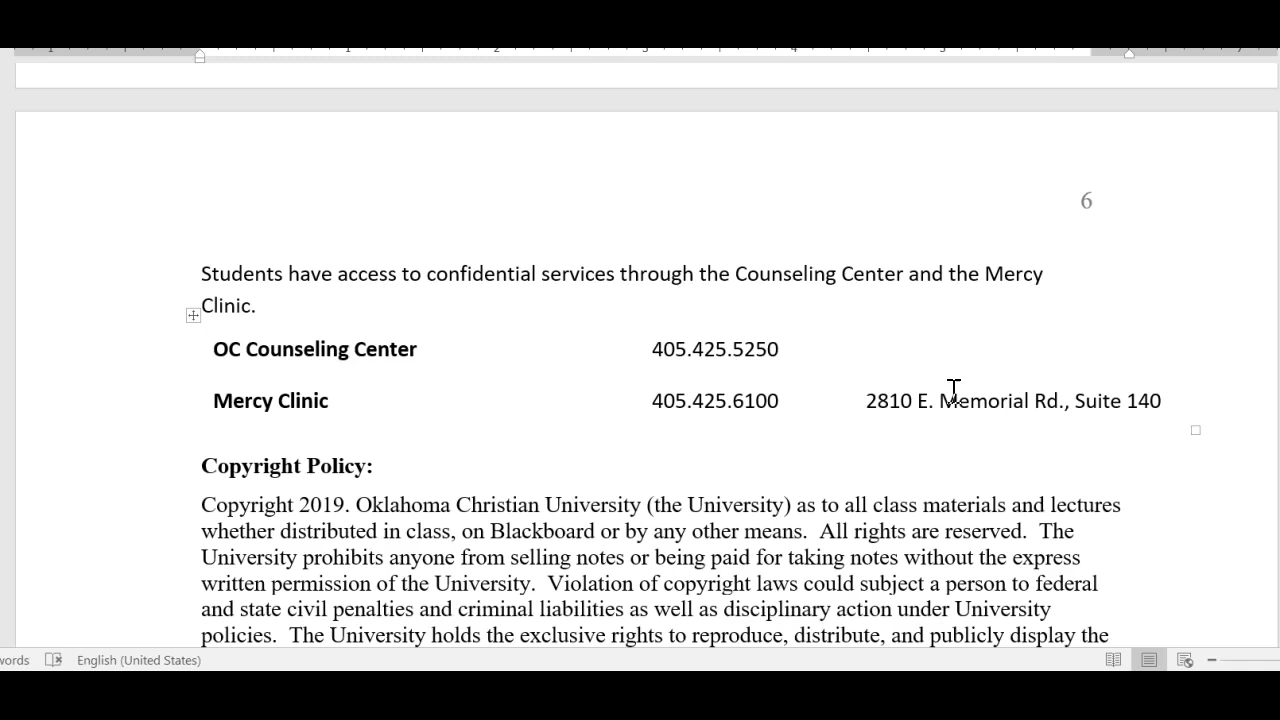 6
Students have access to confidential services through the Counseling Center and the Mercy
Clinic.
OC Counseling Center 405.425.5250
Mercy Clinic 405.425.6100 2810 E. Memorial Rd., Suite 140
Copyright Policy:
Copyright 2019. Oklahoma Christian University (the University) as to all class materials and lectures
whether distributed in class, on Blackboard or by any other means.  All rights are reserved.  The
University prohibits anyone from selling notes or being paid for taking notes without the express
written permission of the University.  Violation of copyright laws could subject a person to federal
and state civil penalties and criminal liabilities as well as disciplinary action under University
policies.  The University holds the exclusive rights to reproduce, distribute, and publicly display the
words English (United States)